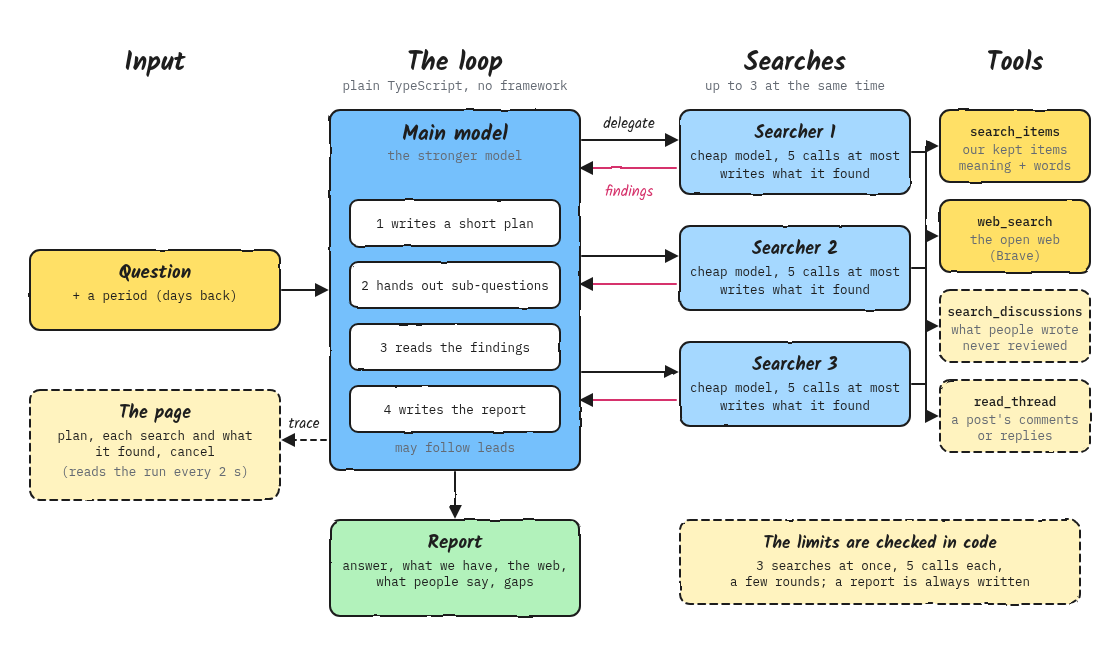 Input
The loop
plain TypeScript, no framework
Searches
up to 3 at the same time
Tools
Question
+ a period (days back)
The page
plan, each search and what
it found, cancel
(reads the run every 2 s)
trace
Main model
the stronger model
1 writes a short plan
2 hands out sub-questions
3 reads the findings
4 writes the report
may follow leads
Report
answer, what we have, the web,
what people say, gaps
delegate
findings
Searcher 1
cheap model, 5 calls at most
writes what it found
Searcher 2
cheap model, 5 calls at most
writes what it found
Searcher 3
cheap model, 5 calls at most
writes what it found
search_items
our kept items
meaning + words
web_search
the open web
(Brave)
search_discussions
what people wrote
never reviewed
read_thread
a post's comments
or replies
The limits are checked in code
3 searches at once, 5 calls each,
a few rounds; a report is always written